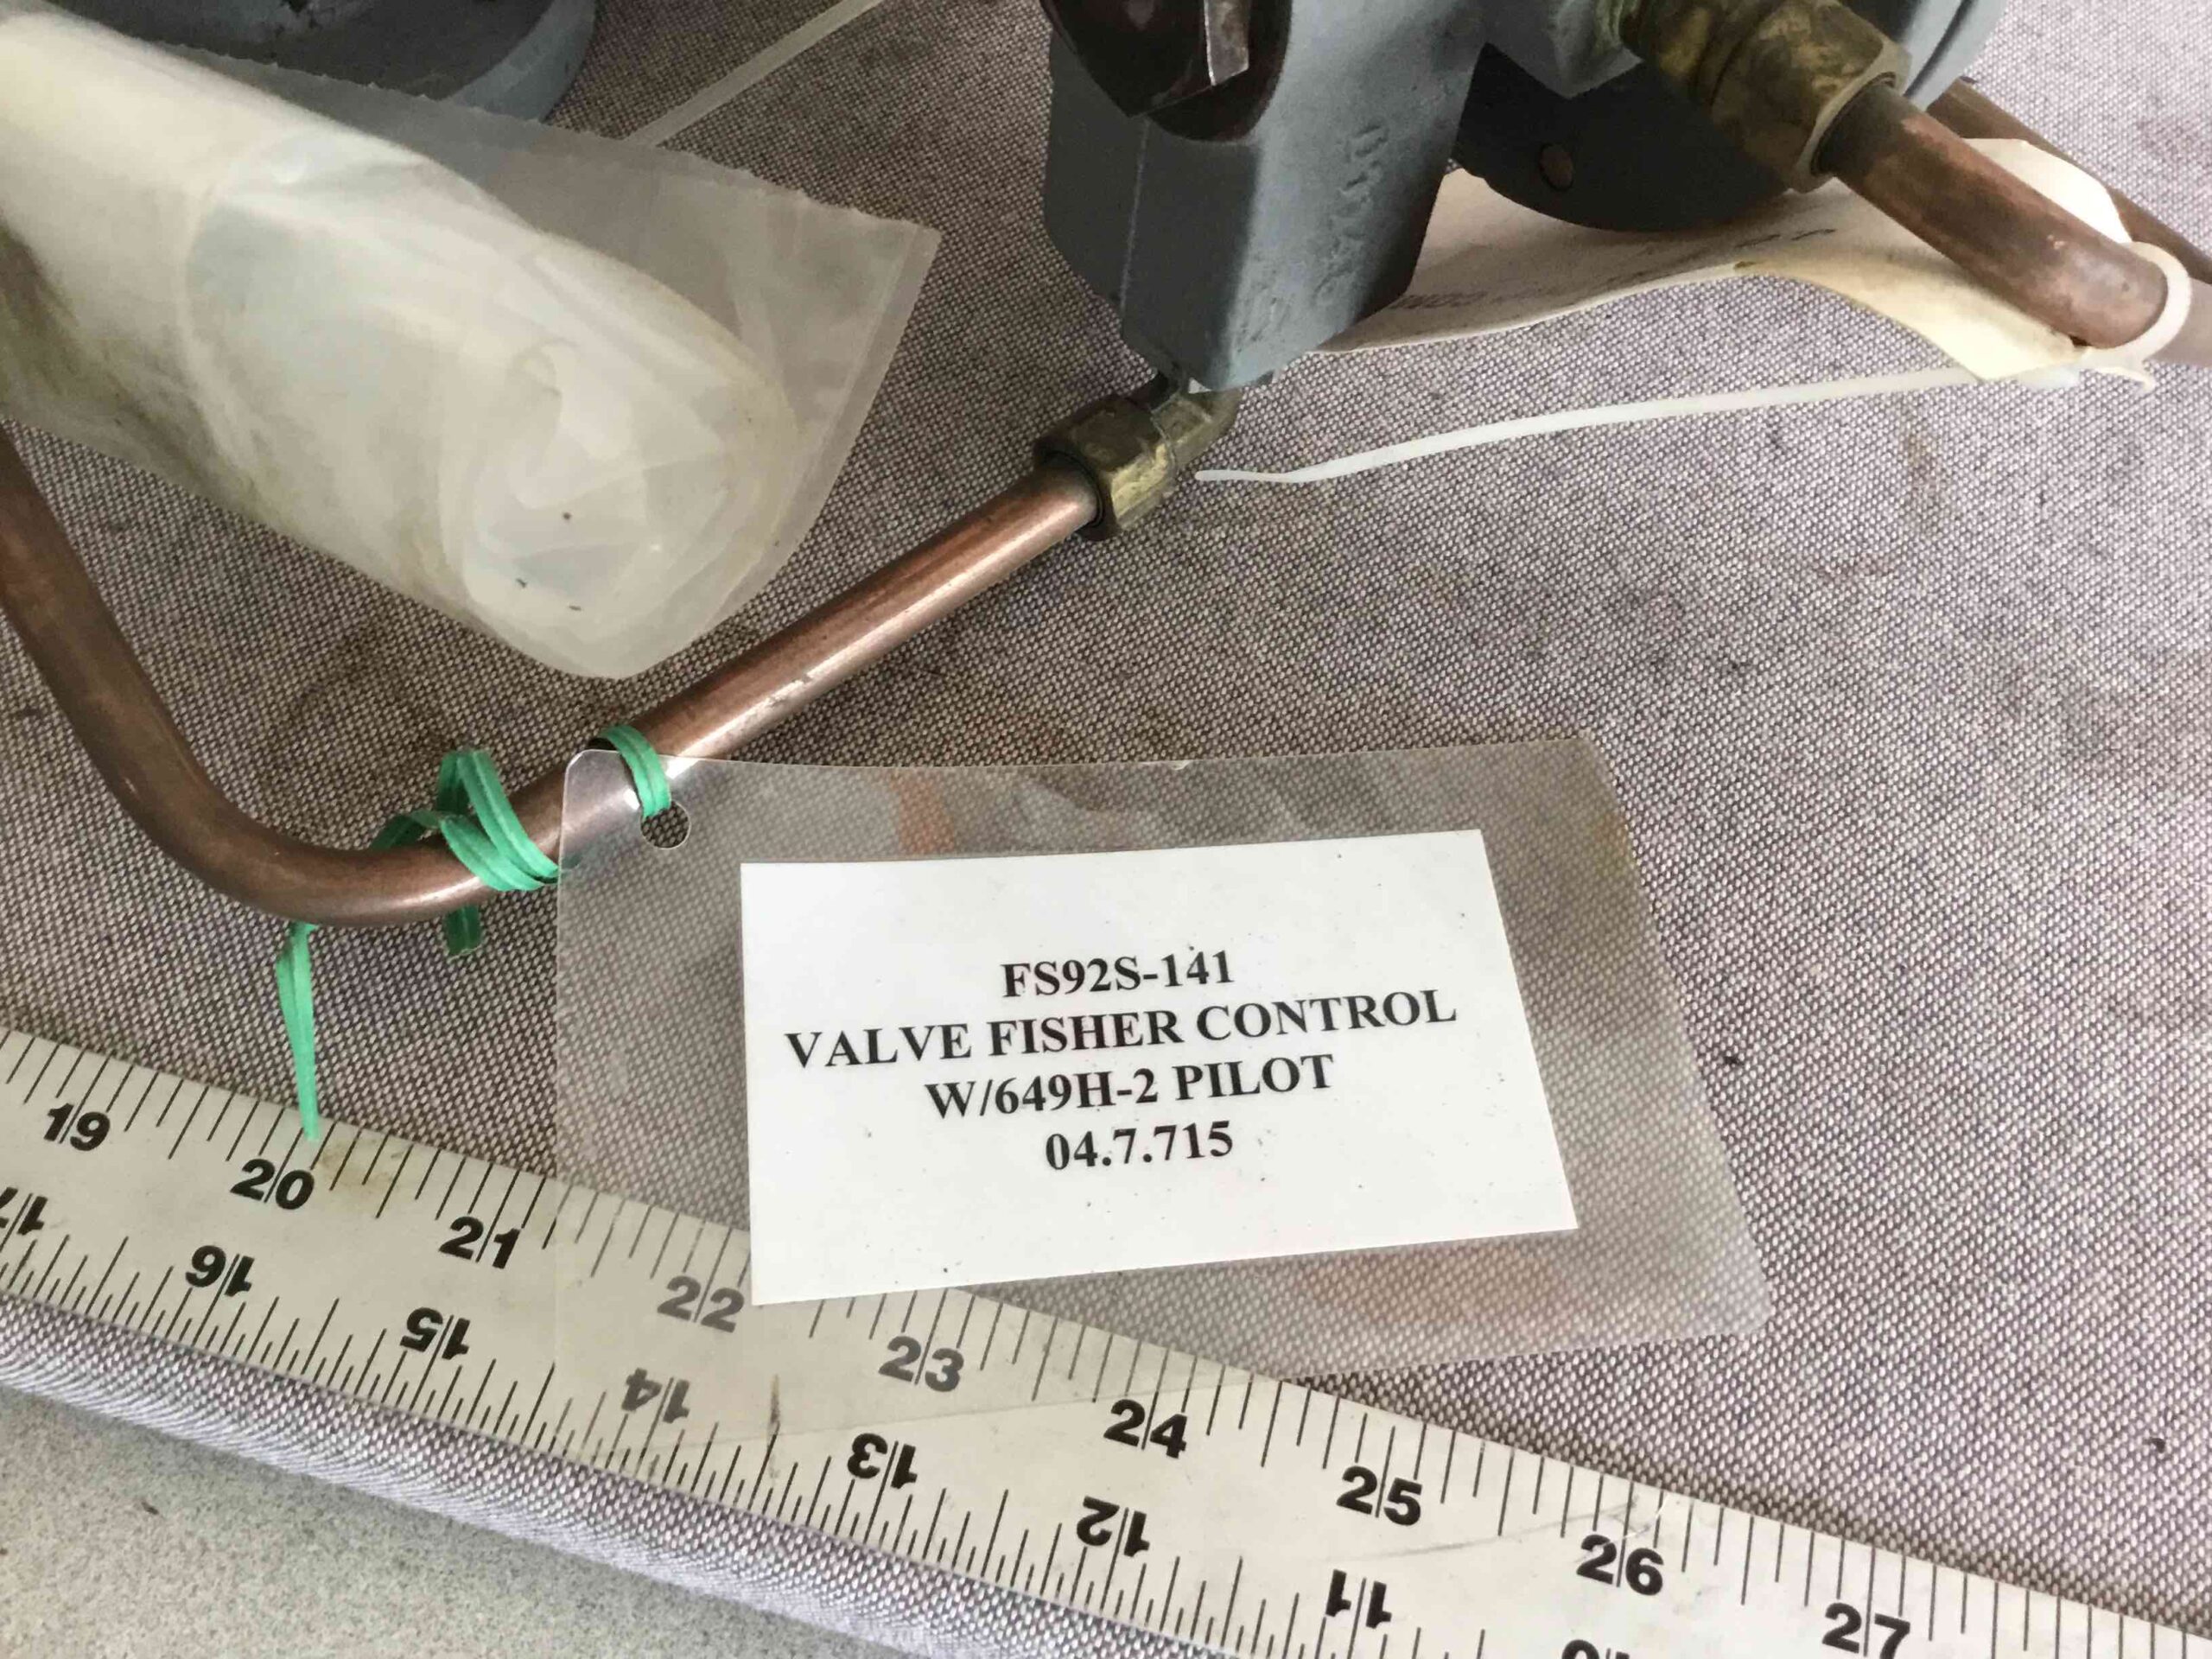 FS92S-141
VALVE FISHER CONTROL
W/649H-2 PILOT
04.7.715
19 20 21 22 23 24 25 26 27
16 15 14 13 12 11